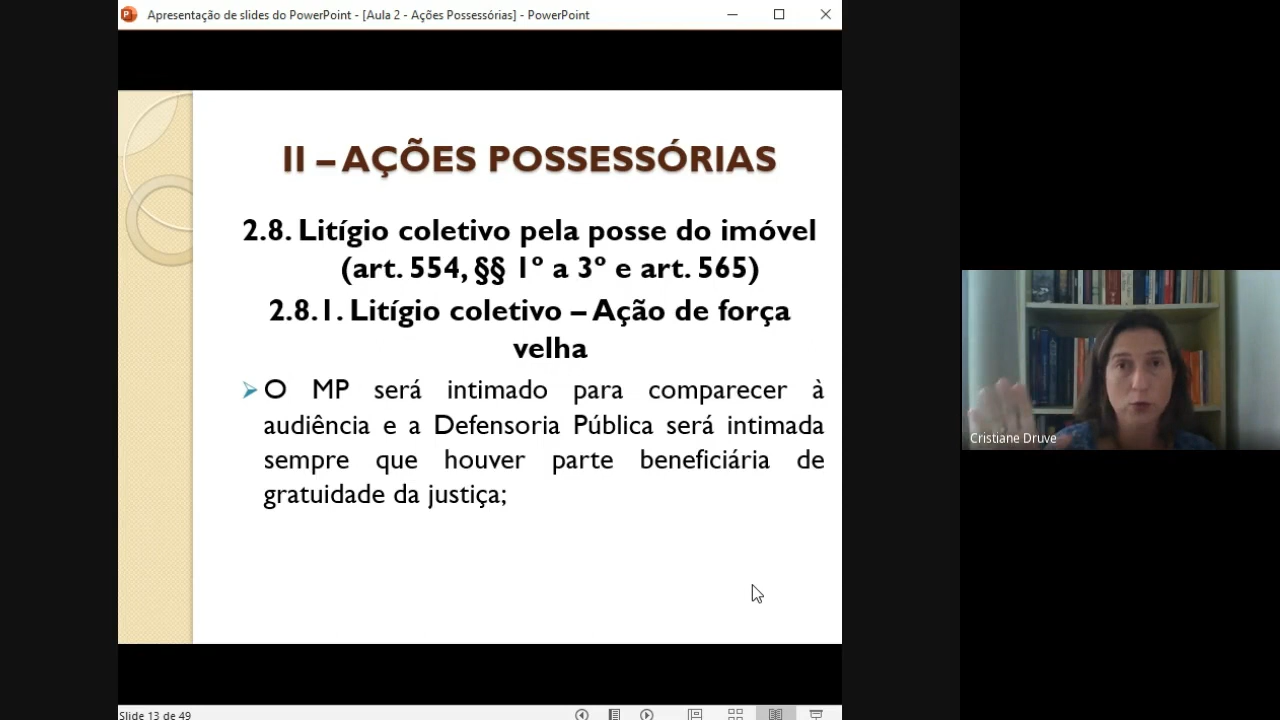 Apresentação de slides do PowerPoint - [Aula 2 - Ações Possessórias] - PowerPoint
II – AÇÕES POSSESSÓRIAS
2.8. Litígio coletivo pela posse do imóvel
(art. 554, §§ 1º a 3º e art. 565)
2.8.1. Litígio coletivo – Ação de força
velha
O MP será intimado para comparecer à
audiência e a Defensoria Pública será intimada
sempre que houver parte beneficiária de
gratuidade da justiça;
Cristiane Druve
Slide 13 de 49